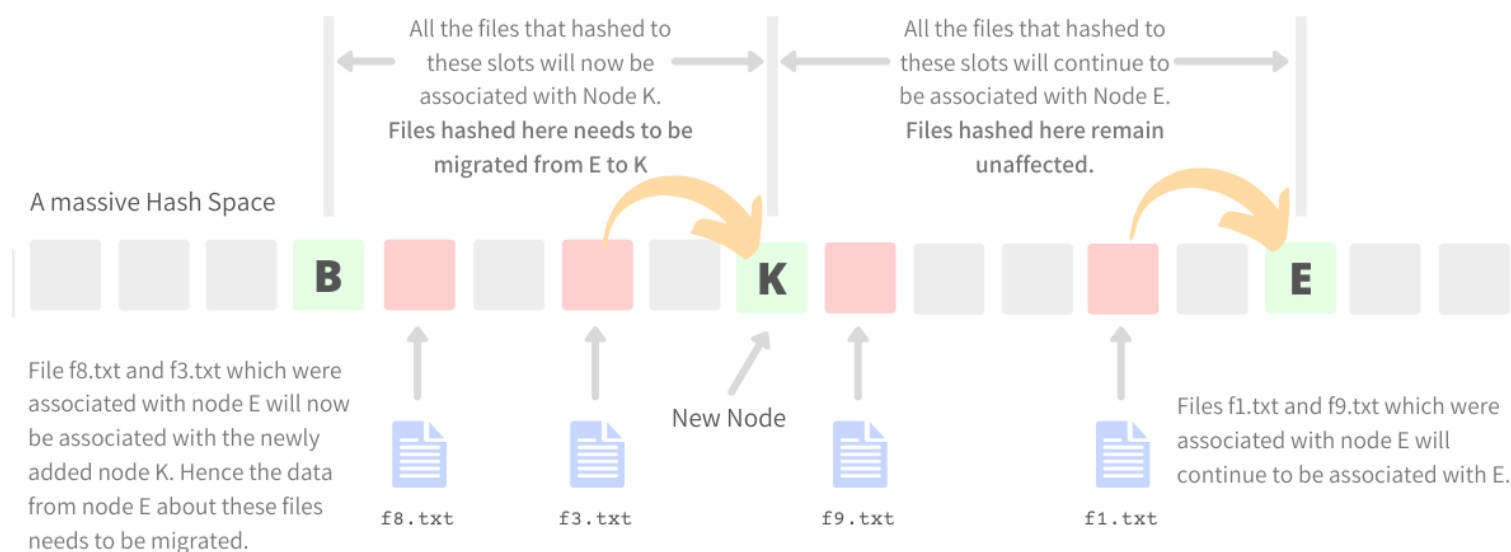 All the files that hashed to
these slots will now be
associated with Node K.
Files hashed here needs to be
migrated from E to K
All the files that hashed to
these slots will continue to
be associated with Node E.
Files hashed here remain
unaffected.
A massive Hash Space
B
K
E
File f8.txt and f3.txt which were
associated with node E will now
be associated with the newly
added node K. Hence the data
from node E about these files
needs to be migrated.
New Node
Files f1.txt and f9.txt which were
associated with node E will
continue to be associated with E.
f8.txt
f3.txt
f9.txt
f1.txt